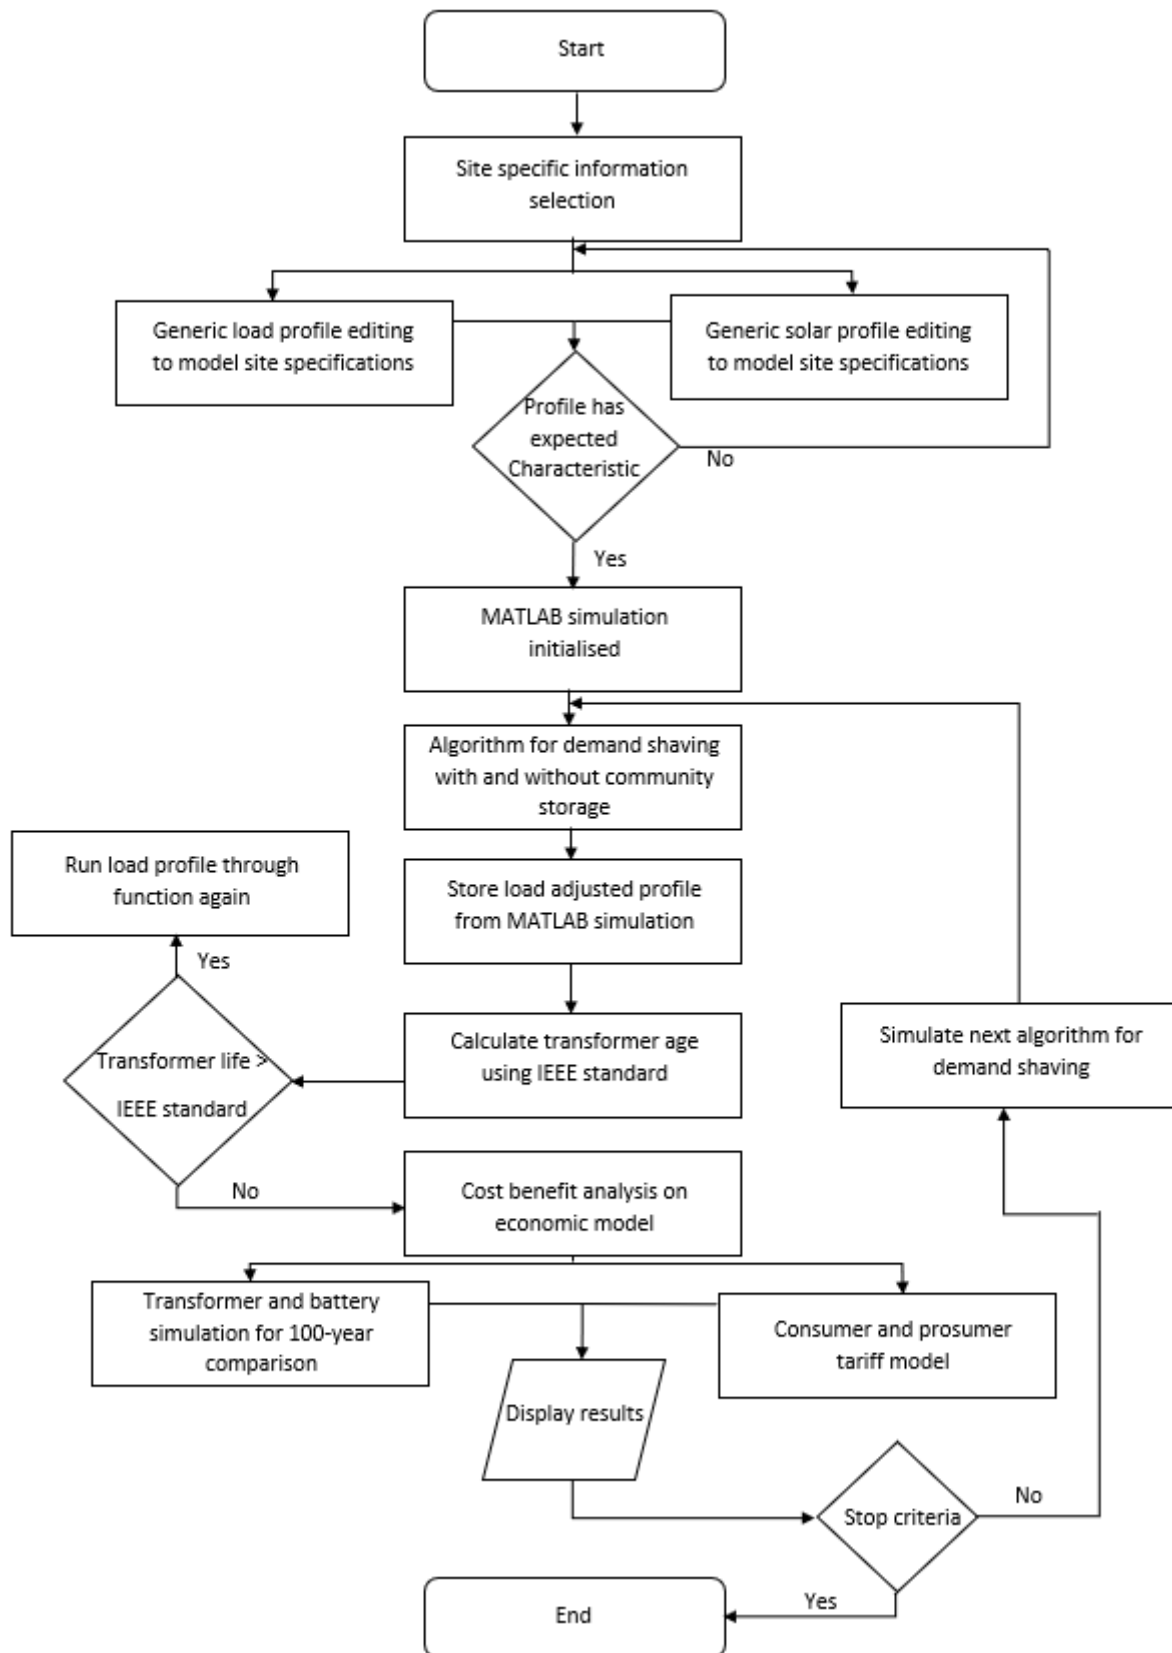 Start
Site specific information
selection
Generic load profile editing
to model site specifications
Generic solar profile editing
to model site specifications
Profile has
expected
Characteristic
No
Yes
MATLAB simulation
initialised
Algorithm for demand shaving
with and without community
storage
Run load profile through
function again
Store load adjusted profile
from MATLAB simulation
Yes
Transformer life >
IEEE standard
Calculate transformer age
using IEEE standard
Simulate next algorithm for
demand shaving
No
Cost benefit analysis on
economic model
Transformer and battery
simulation for 100-year
comparison
Consumer and prosumer
tariff model
Display results
Stop criteria
No
Yes
End